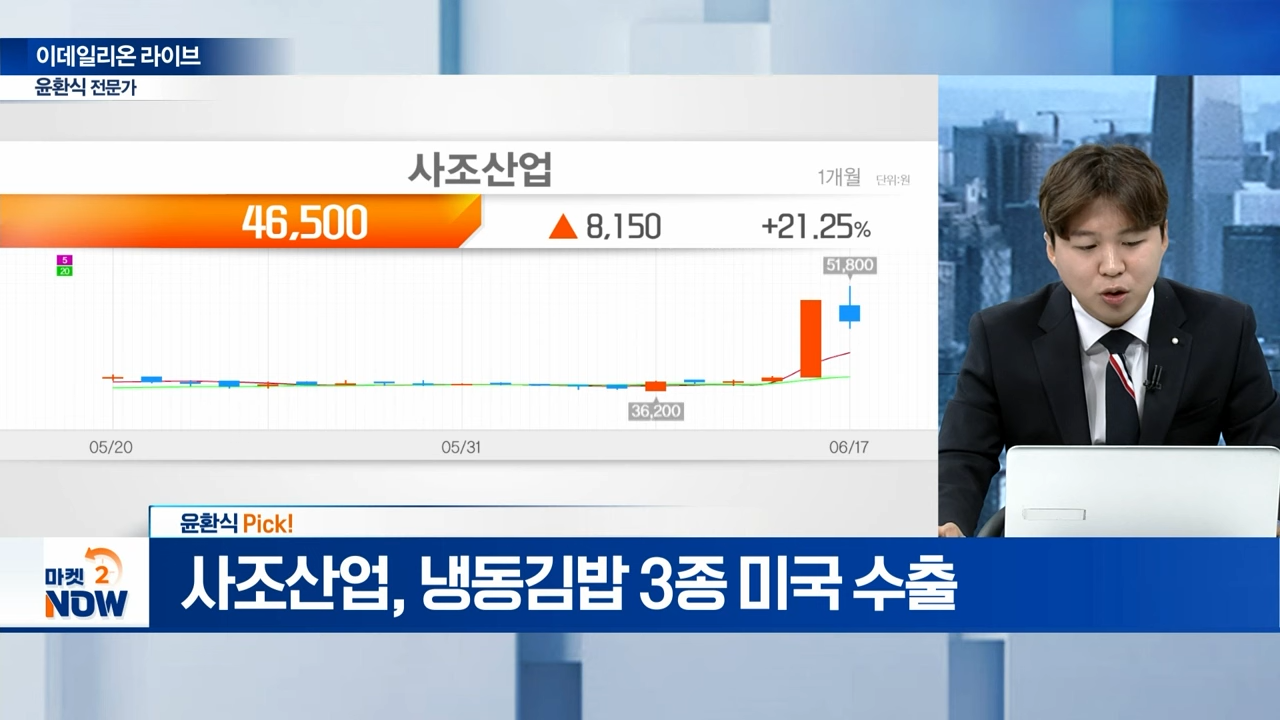 이데일리온 라이브
윤환식 전문가
사조산업
1개월 단위:원
46,500 ▲ 8,150 +21.25%
5
20
51,800
36,200
05/20 05/31 06/17
윤환식 Pick!
마켓 2
NOW
사조산업, 냉동김밥 3종 미국 수출